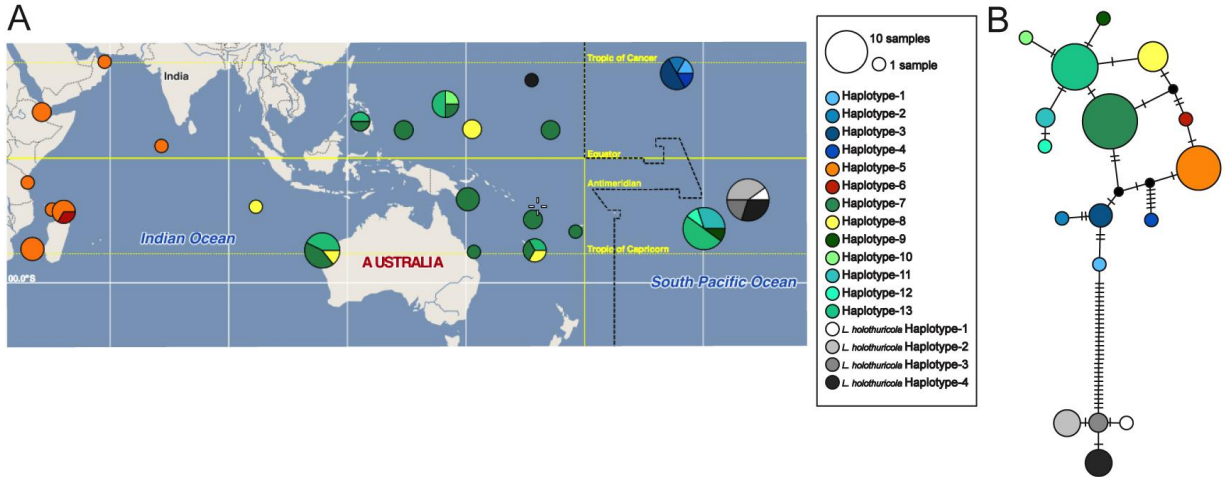 A
India
Tropic of Cancer
Equator
Antimeridian
Indian Ocean
AUSTRALIA
Tropic of Capricorn
00.0°S
South Pacific Ocean
10 samples
1 sample
Haplotype-1
Haplotype-2
Haplotype-3
Haplotype-4
Haplotype-5
Haplotype-6
Haplotype-7
Haplotype-8
Haplotype-9
Haplotype-10
Haplotype-11
Haplotype-12
Haplotype-13
L. holothuricola Haplotype-1
L. holothuricola Haplotype-2
L. holothuricola Haplotype-3
L. holothuricola Haplotype-4
B